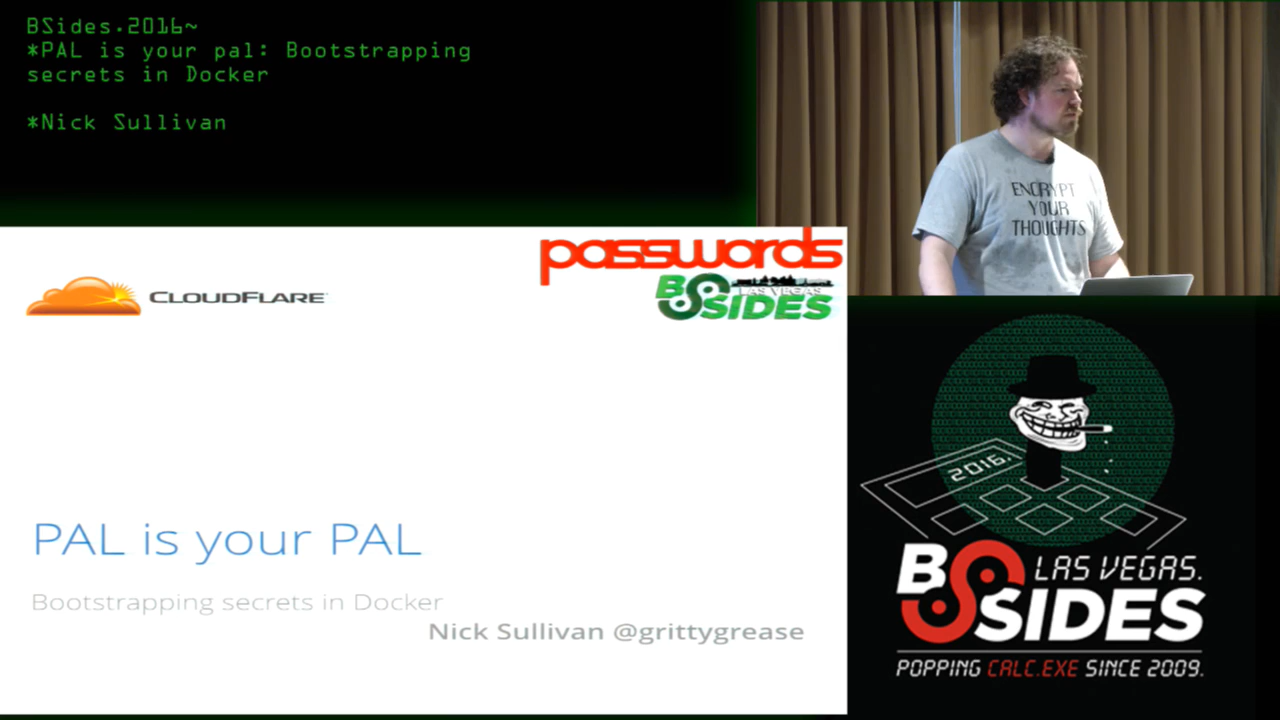 BSides.2016~
*PAL is your pal: Bootstrapping
secrets in Docker
*Nick Sullivan
ENCRYPT
YOUR
THOUGHTS
CLOUDFLARE
passwords
BSIDES
LAS VEGAS
PAL is your PAL
Bootstrapping secrets in Docker
Nick Sullivan @grittygrease
2016.
BSIDES
LAS VEGAS.
POPPING CALC.EXE SINCE 2009.